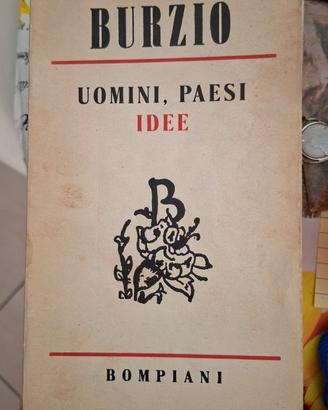 BURZIO
UOMINI, PAESI
IDEE
B
BOMPIANI